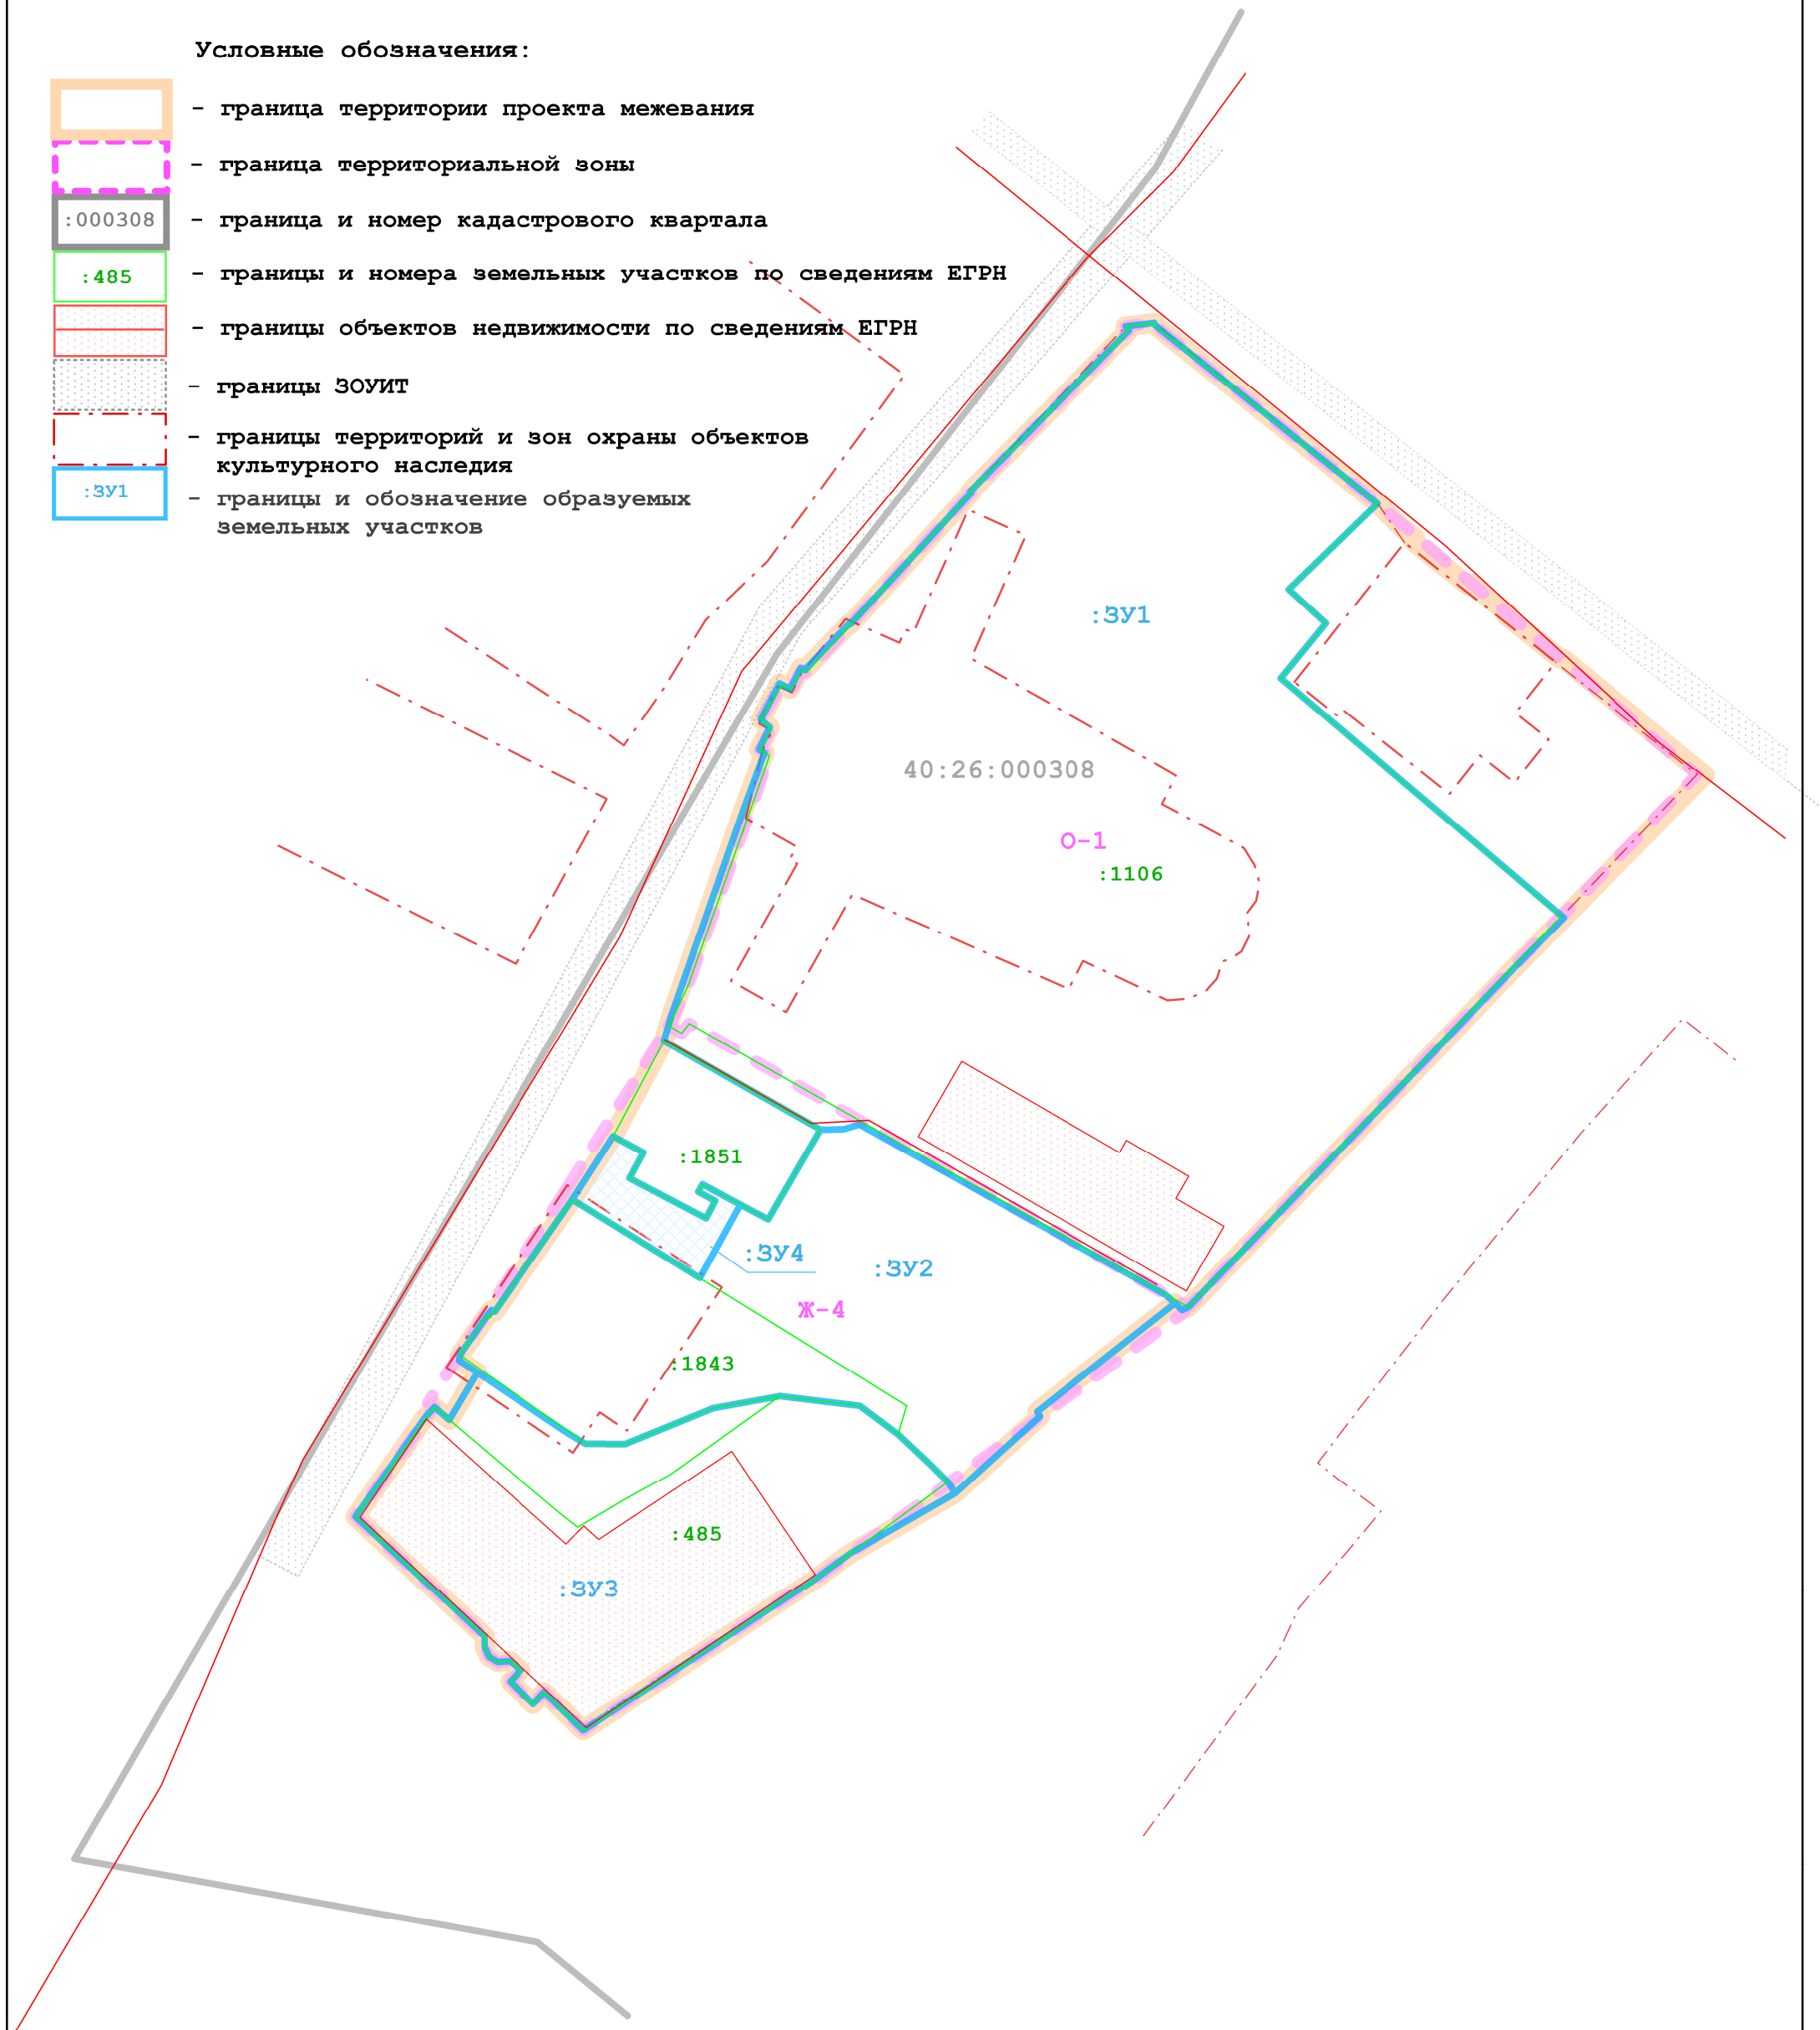 Условные обозначения:
- граница территории проекта межевания
- граница территориальной зоны
:000308 - граница и номер кадастрового квартала
:485 - границы и номера земельных участков по сведениям ЕГРН
- границы объектов недвижимости по сведениям ЕГРН
- границы ЗОУИТ
- границы территорий и зон охраны объектов
культурного наследия
:ЗУ1 - границы и обозначение образуемых
земельных участков
:ЗУ1
40:26:000308
О-1
:1106
:1851
:ЗУ4
:ЗУ2
Ж-4
:1843
:485
:ЗУ3